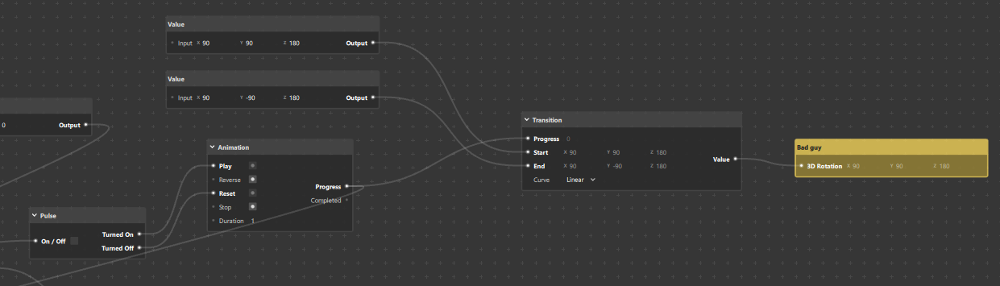 Value
Input X 90 Y 90 Z 180 Output
Value
Input X 90 Y -90 Z 180 Output
0 Output
Animation
Play
Reverse
Reset
Stop
Duration 1
Progress
Completed
Pulse
On / Off
Turned On
Turned Off
Transition
Progress 0
Start X 90 Y 90 Z 180
End X 90 Y -90 Z 180
Curve Linear
Value
Bad guy
3D Rotation X 90 Y 90 Z 180